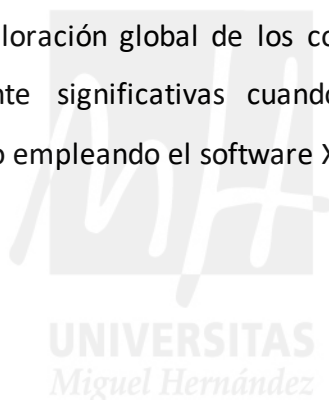 loración global de los co
nte significativas cuand
o empleando el software X
UNIVERSITAS
Miguel Hernández